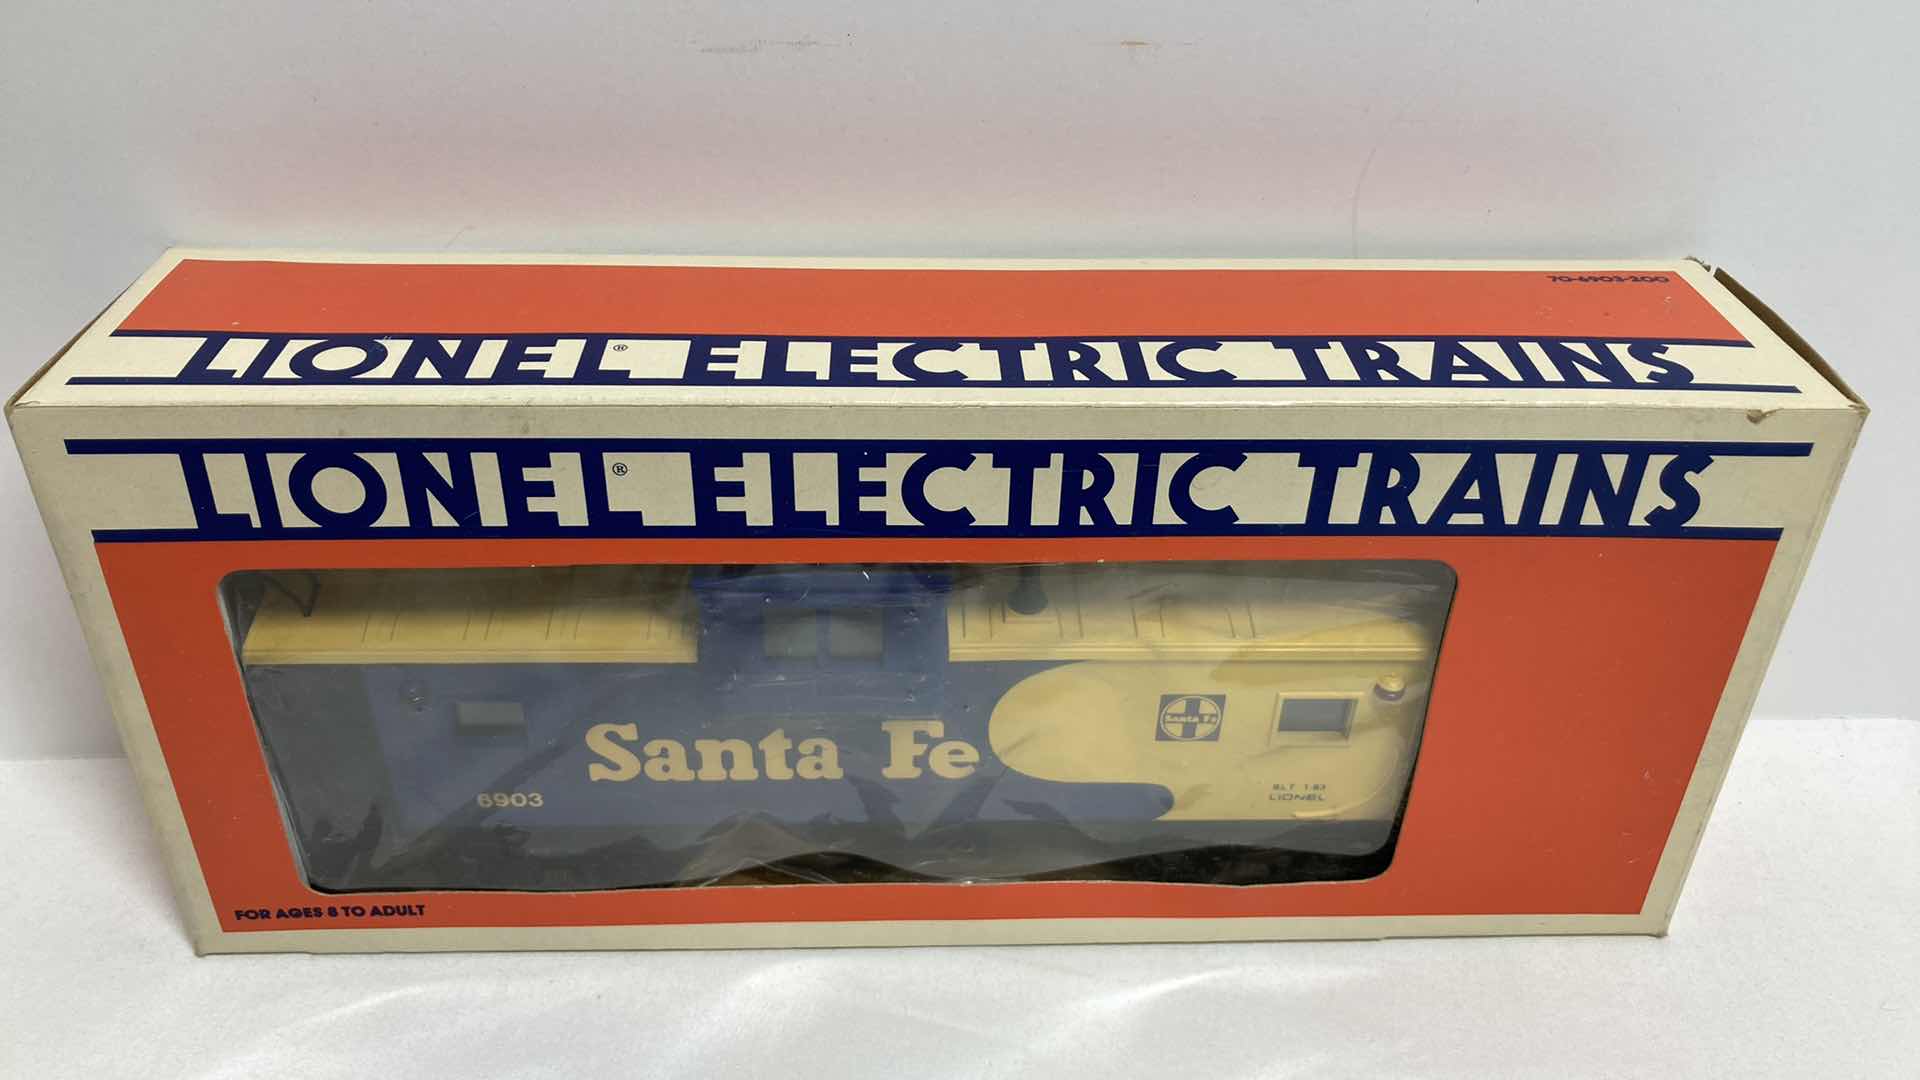 70-6903-200
LIONEL® ELECTRIC TRAINS
LIONEL® ELECTRIC TRAINS
Santa Fe
Santa Fe
6903
BLT 1-83
LIONEL
FOR AGES 8 TO ADULT